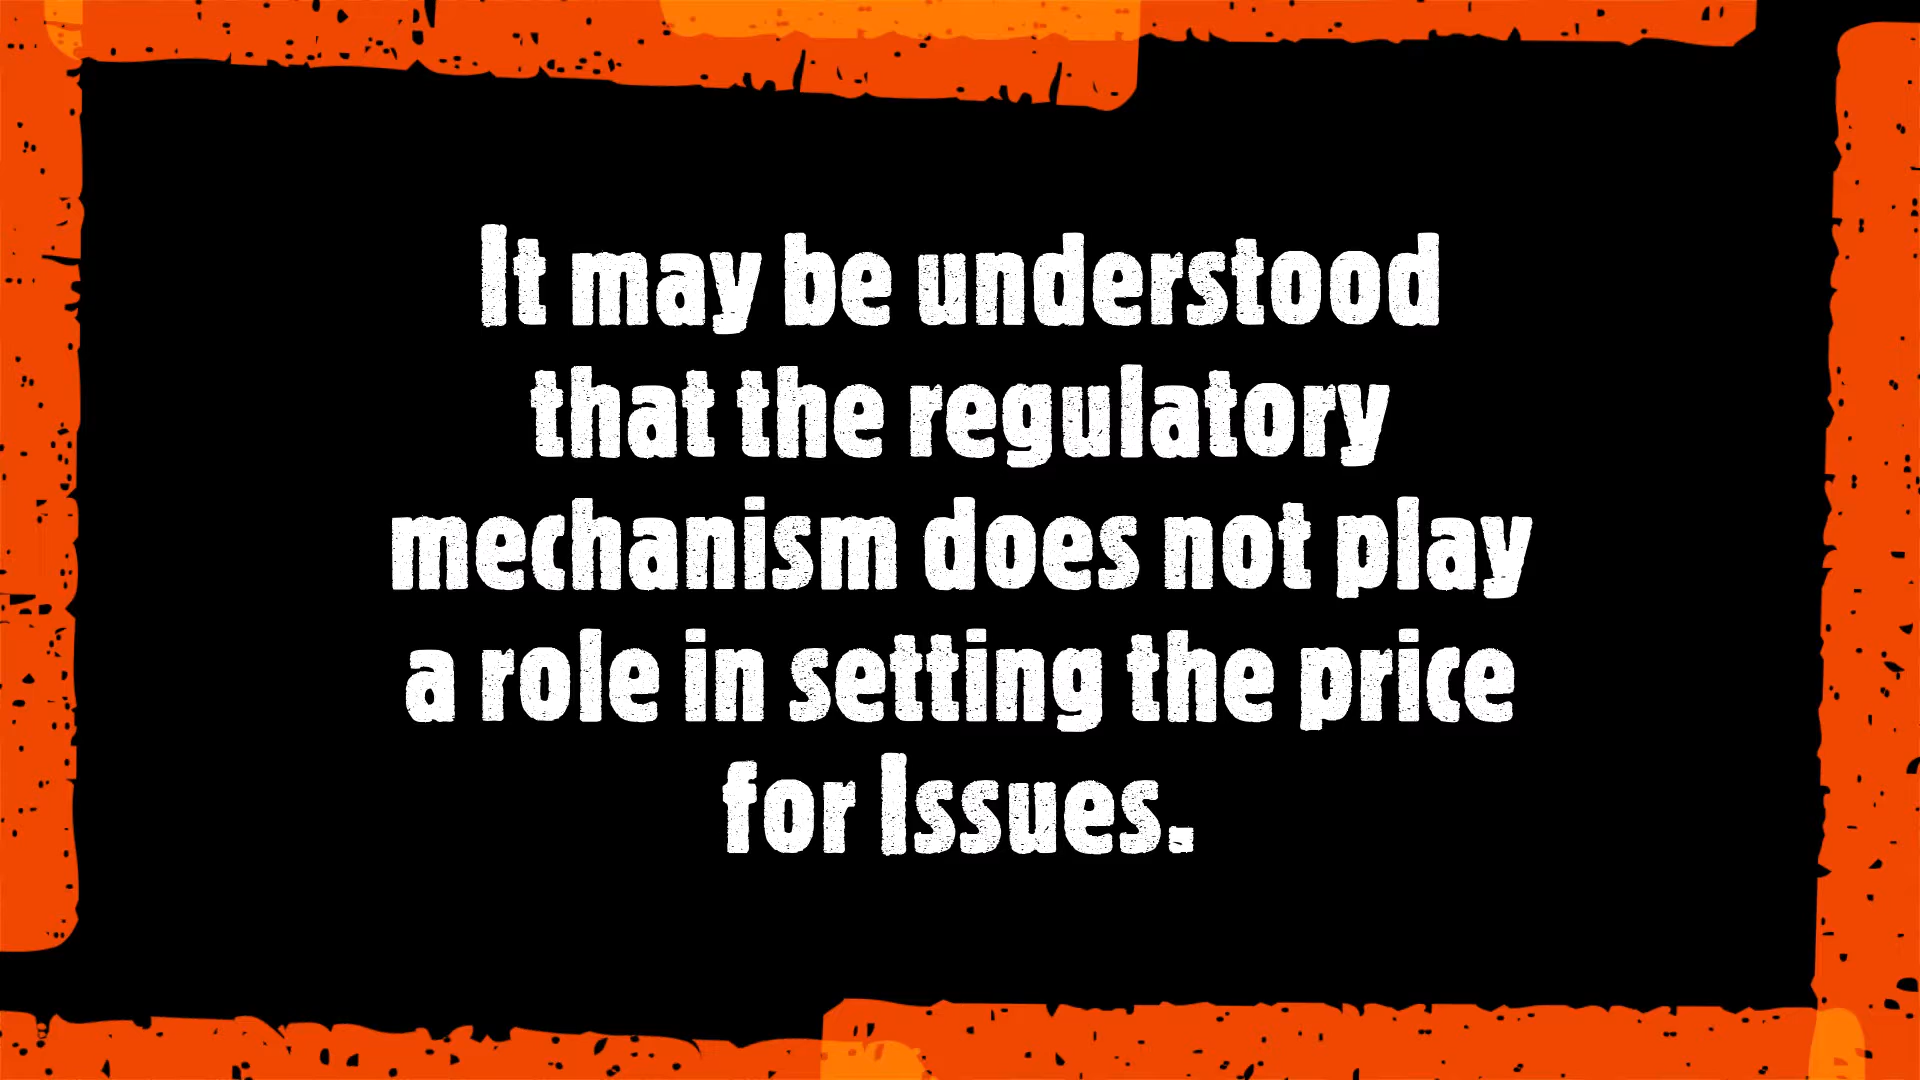 It may be understood
that the regulatory
mechanism does not play
a role in setting the price
for Issues.